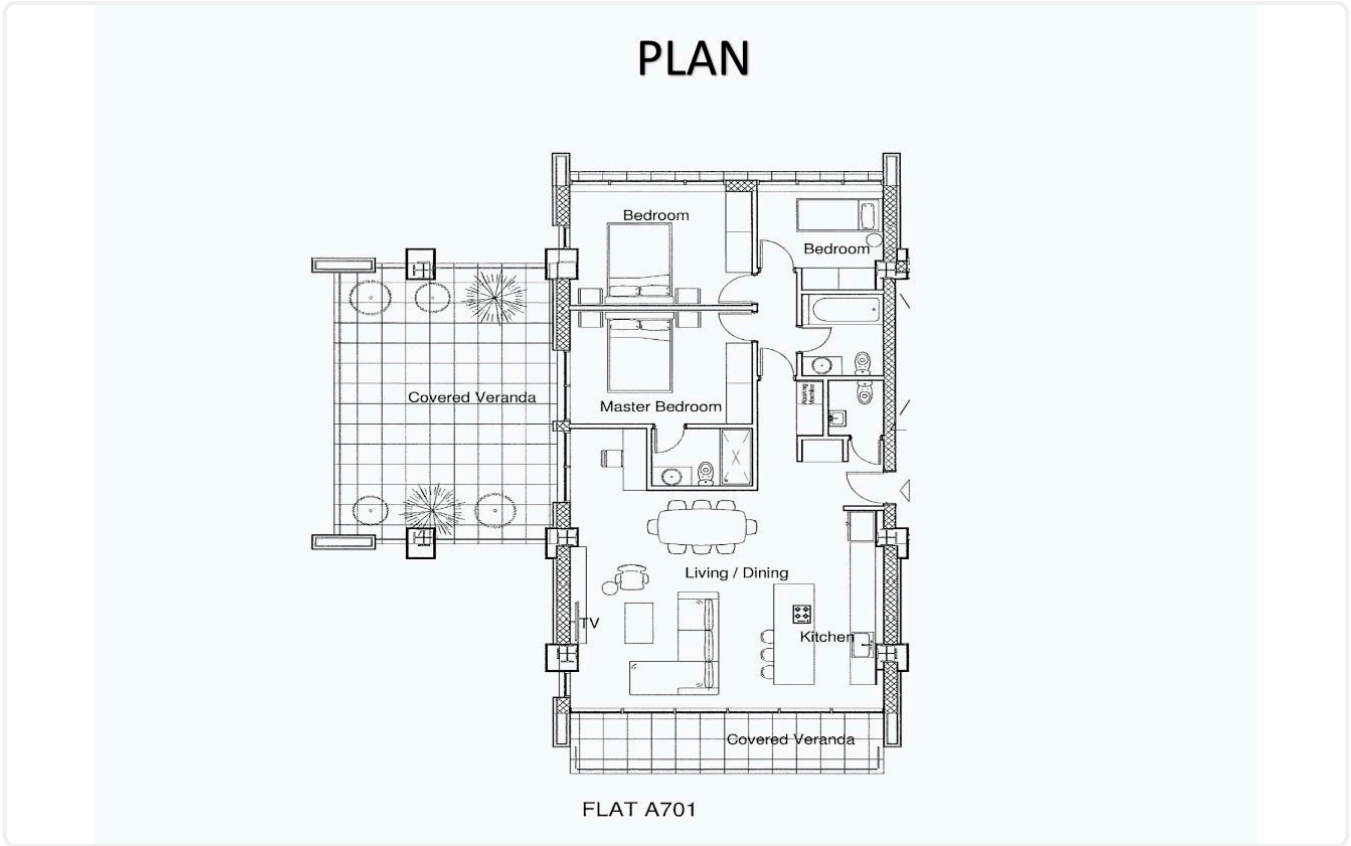 PLAN
Bedroom
Bedroom
Covered Veranda
Master Bedroom
Living / Dining
TV
Kitchen
Covered Veranda
FLAT A701